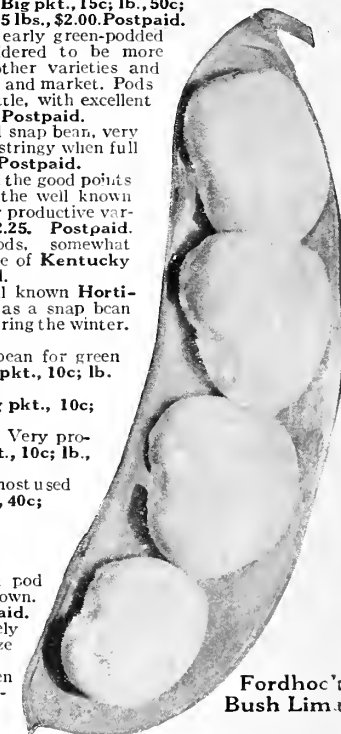 Big pkt., 15c; lb., 50c;
5 lbs., $2.00. Postpaid.
early green-podded
dered to be more
other varieties and
and market. Pods
tle, with excellent
Postpaid.
snap bean, very
stringy when full
Postpaid.
the good points
the well known
productive var-
2.25. Postpaid.
ods, somewhat
e of Kentucky
d.
l known Horti-
as a snap bean
ring the winter.
bean for green
pkt., 10c; lb.
g pkt., 10c;
Very pro-
t., 10c; lb.,
most used
, 40c;
pod
own.
aid.
ely
ze
en
-
Fordhoc't
Bush Lim